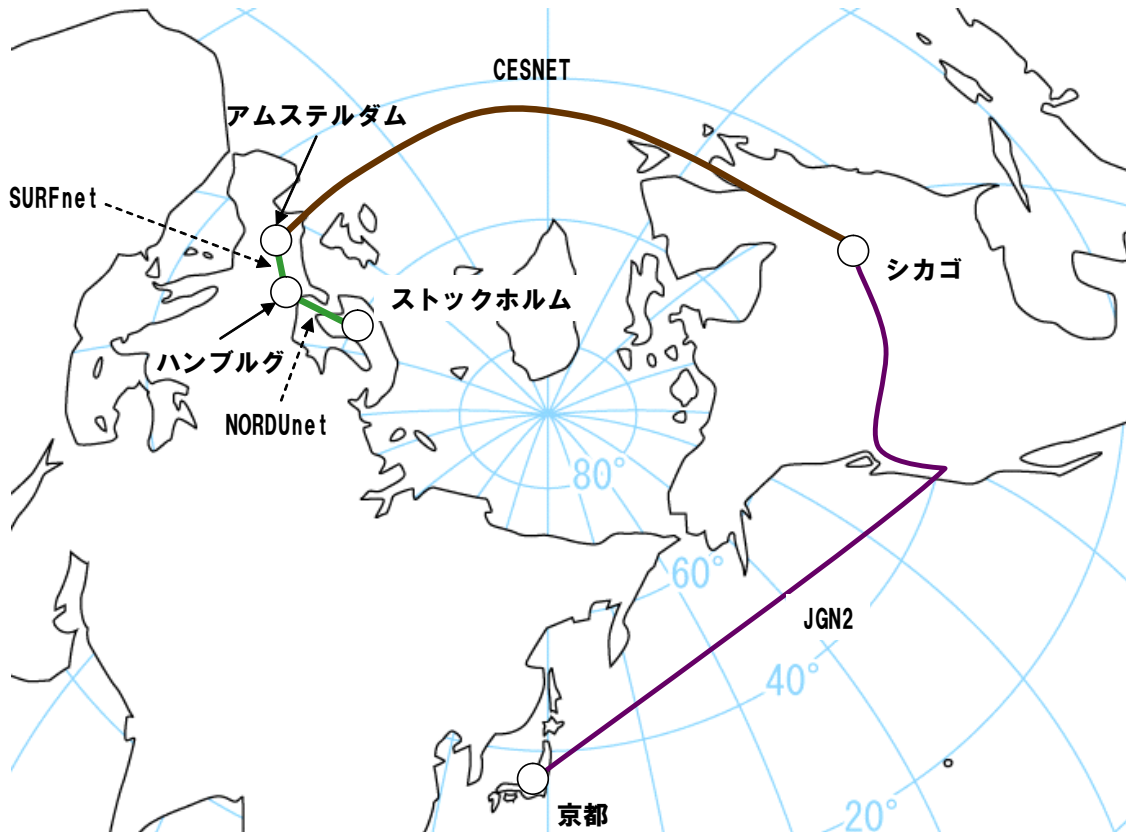 CESNET
アムステルダム
SURFnet
シカゴ
ストックホルム
ハンブルグ
NORDUnet
80°
60°
JGN2
40°
京都
20°